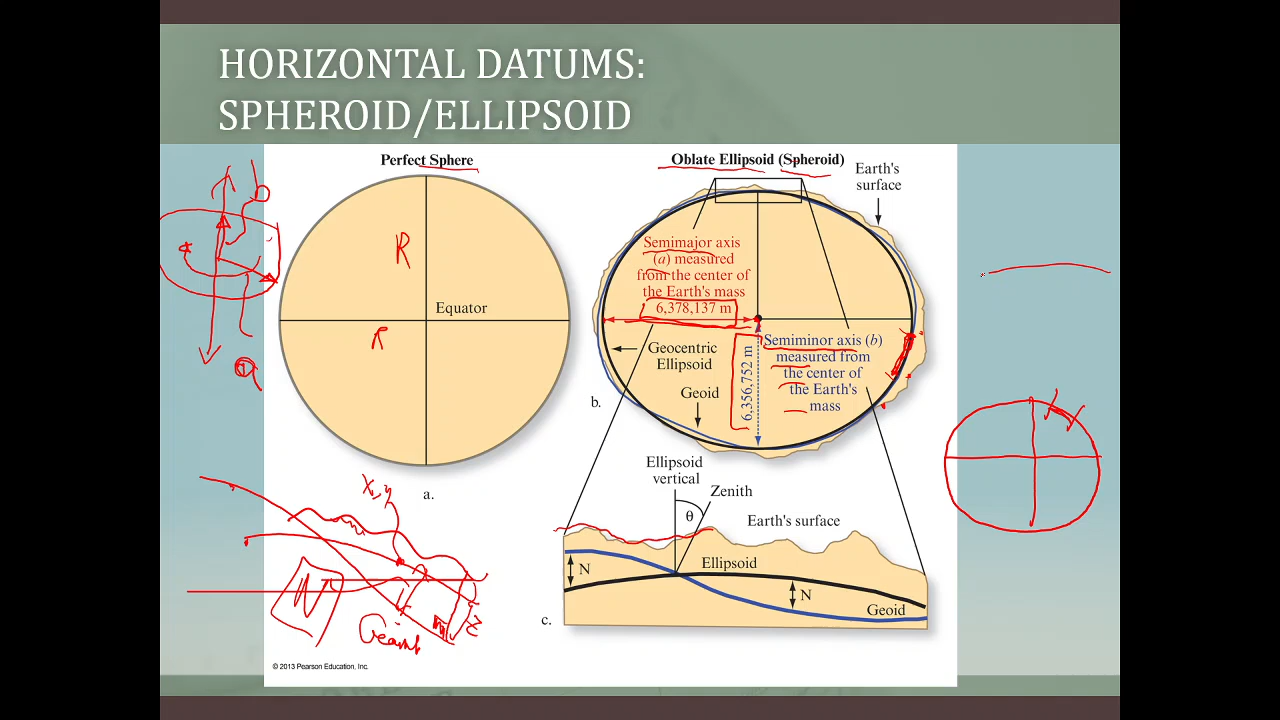 HORIZONTAL DATUMS:
SPHEROID/ELLIPSOID
Perfect Sphere
Oblate Ellipsoid (Spheroid)
Earth's
surface
b
R
Equator
R
a
Semimajor axis
(a) measured
from the center of
the Earth's mass
6,378,137 m
Semiminor axis (b)
measured from
the center of
the Earth's
mass
6,356,752 m
Geocentric
Ellipsoid
Geoid
b.
a.
x, y
Ellipsoid
vertical
Zenith
θ
Earth's surface
Ellipsoid
N
N
Geoid
c.
N
z
© 2013 Pearson Education, Inc.